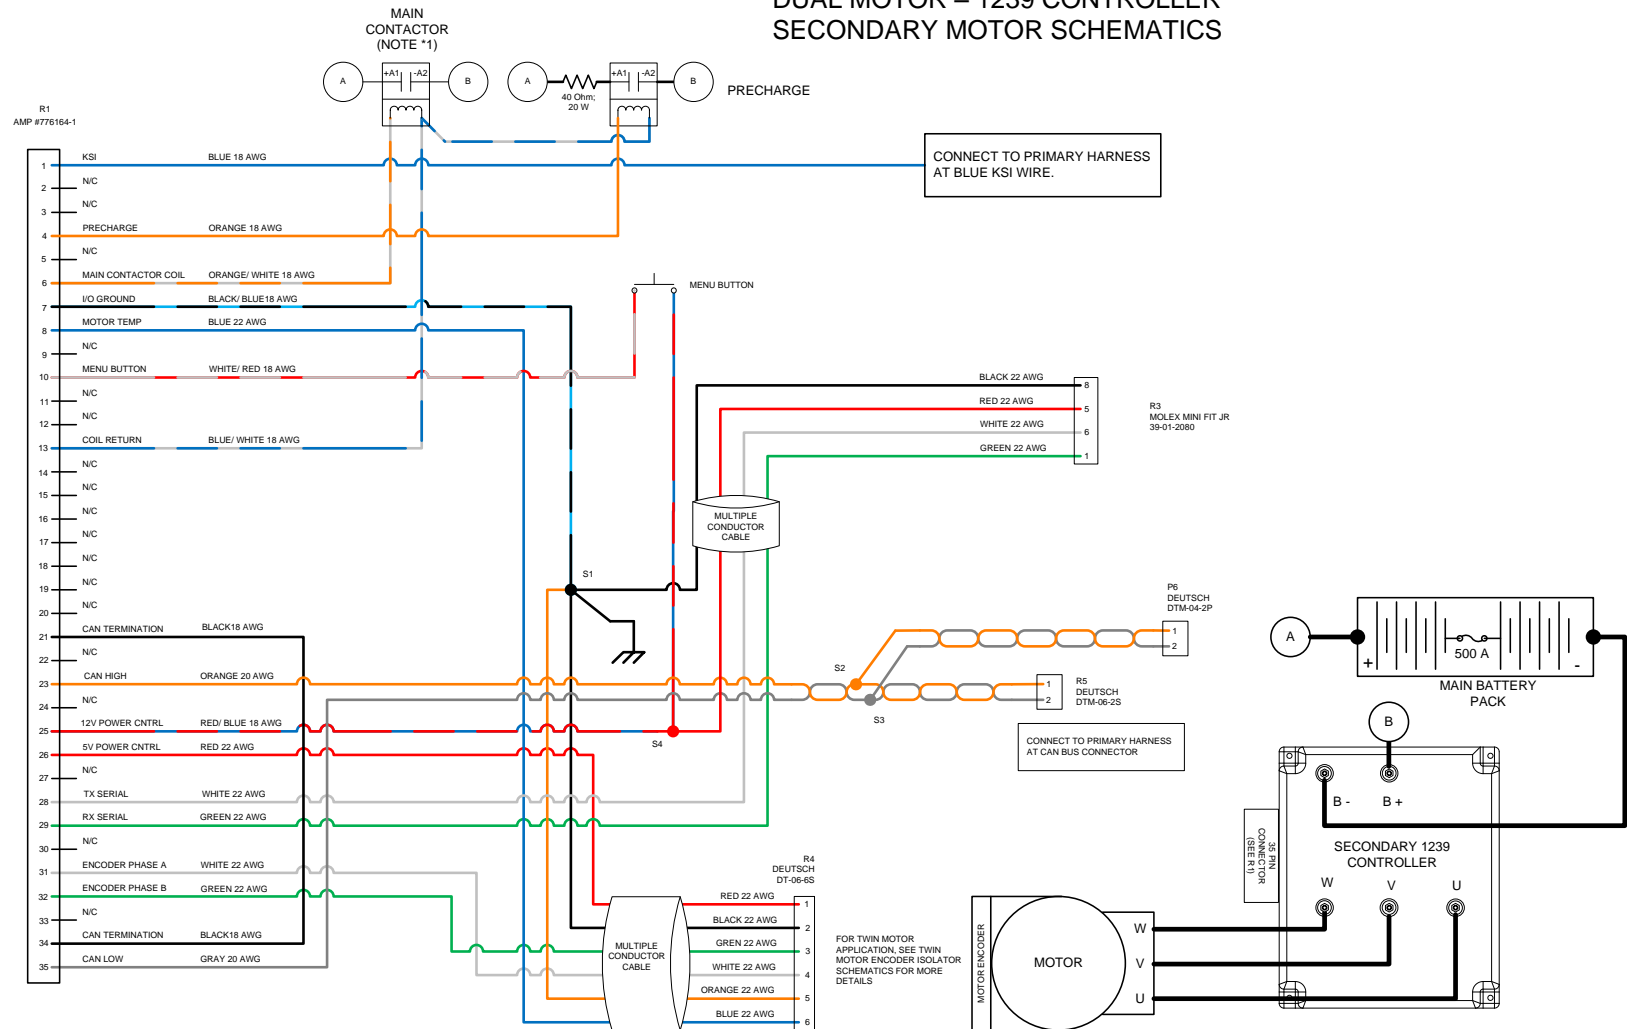 DUAL MOTOR – 1239 CONTROLLER
SECONDARY MOTOR SCHEMATICS
MAIN
CONTACTOR
(NOTE *1)
A
+A1
-A2
B
A
40 Ohm;
20 W
+A1
-A2
B
PRECHARGE
R1
AMP #776164-1
1 KSI BLUE 18 AWG
2 N/C
3 N/C
4 PRECHARGE ORANGE 18 AWG
5 N/C
6 MAIN CONTACTOR COIL ORANGE/ WHITE 18 AWG
7 I/O GROUND BLACK/ BLUE18 AWG
8 MOTOR TEMP BLUE 22 AWG
9 N/C
10 MENU BUTTON WHITE/ RED 18 AWG
11 N/C
12 N/C
13 COIL RETURN BLUE/ WHITE 18 AWG
14 N/C
15 N/C
16 N/C
17 N/C
18 N/C
19 N/C
20 N/C
21 CAN TERMINATION BLACK18 AWG
22 N/C
23 CAN HIGH ORANGE 20 AWG
24 N/C
25 12V POWER CNTRL RED/ BLUE 18 AWG
26 5V POWER CNTRL RED 22 AWG
27 N/C
28 TX SERIAL WHITE 22 AWG
29 RX SERIAL GREEN 22 AWG
30 N/C
31 ENCODER PHASE A WHITE 22 AWG
32 ENCODER PHASE B GREEN 22 AWG
33 N/C
34 CAN TERMINATION BLACK18 AWG
35 CAN LOW GRAY 20 AWG
CONNECT TO PRIMARY HARNESS
AT BLUE KSI WIRE.
MENU BUTTON
BLACK 22 AWG 8
RED 22 AWG 5
WHITE 22 AWG 6
GREEN 22 AWG 1
R3
MOLEX MINI FIT JR
39-01-2080
MULTIPLE
CONDUCTOR
CABLE
S1
S2
S3
S4
P6
DEUTSCH
DTM-04-2P
1
2
R5
DEUTSCH
DTM-06-2S
1
2
CONNECT TO PRIMARY HARNESS
AT CAN BUS CONNECTOR
A
+
500 A
-
MAIN BATTERY
PACK
B
B -
B +
35 PIN
CONNECTOR
(SEE R1)
SECONDARY 1239
CONTROLLER
W
V
U
R4
DEUTSCH
DT-06-6S
RED 22 AWG 1
BLACK 22 AWG 2
GREN 22 AWG 3
WHITE 22 AWG 4
ORANGE 22 AWG 5
BLUE 22 AWG 6
MULTIPLE
CONDUCTOR
CABLE
FOR TWIN MOTOR
APPLICATION, SEE TWIN
MOTOR ENCODER ISOLATOR
SCHEMATICS FOR MORE
DETAILS
MOTOR ENCODER
MOTOR
W
V
U